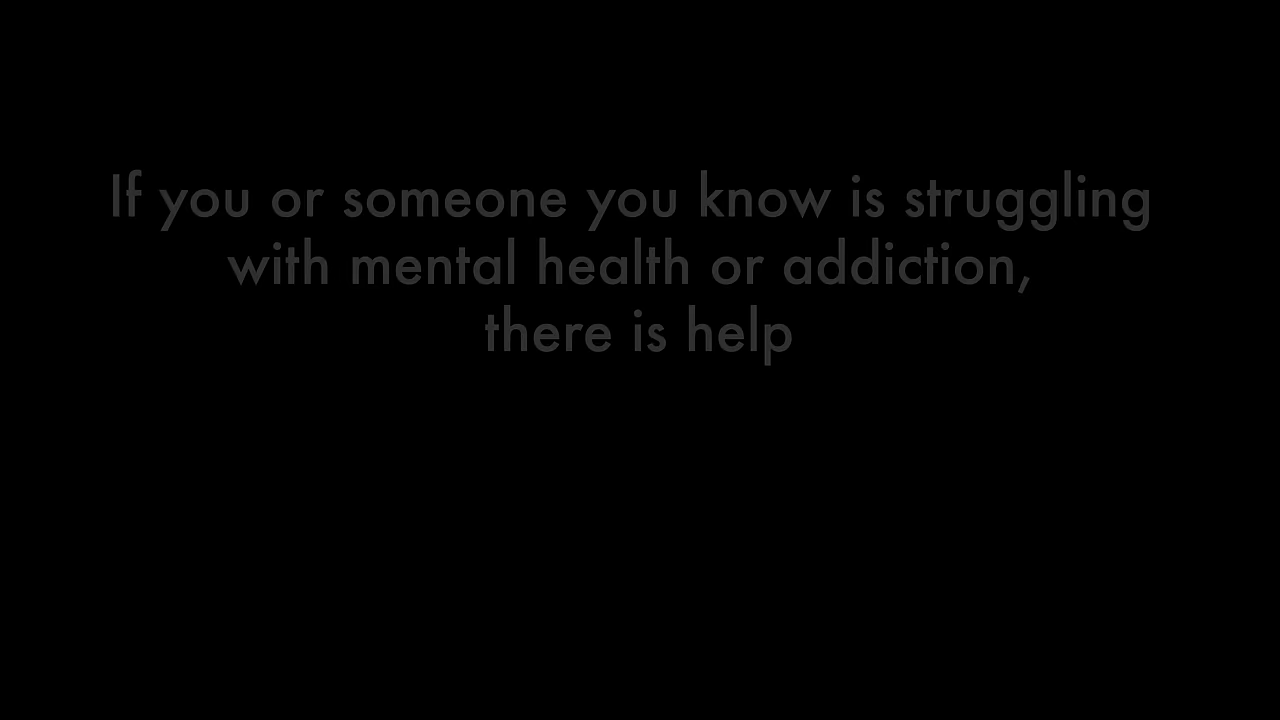 If you or someone you know is struggling
with mental health or addiction,
there is help